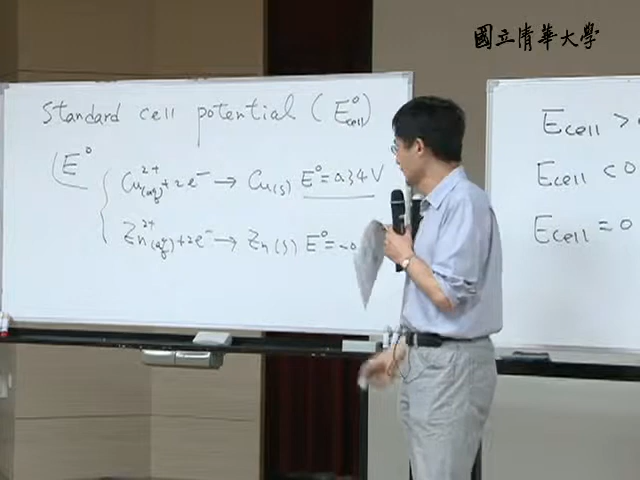 國立清華大學
Standard cell potential (E°cell)
E°
Cu²⁺(aq) + 2e⁻ → Cu(s) E° = 0.34 V
Zn²⁺(aq) + 2e⁻ → Zn(s) E° = -0
Ecell >
Ecell < 0
Ecell = 0